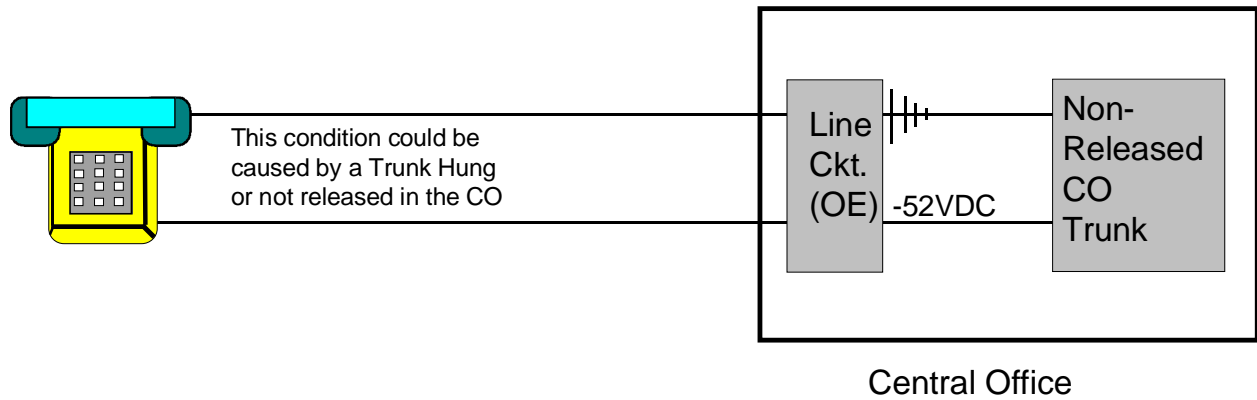 This condition could be
caused by a Trunk Hung
or not released in the CO
Line
Ckt.
(OE)
-52VDC
Non-
Released
CO
Trunk
Central Office